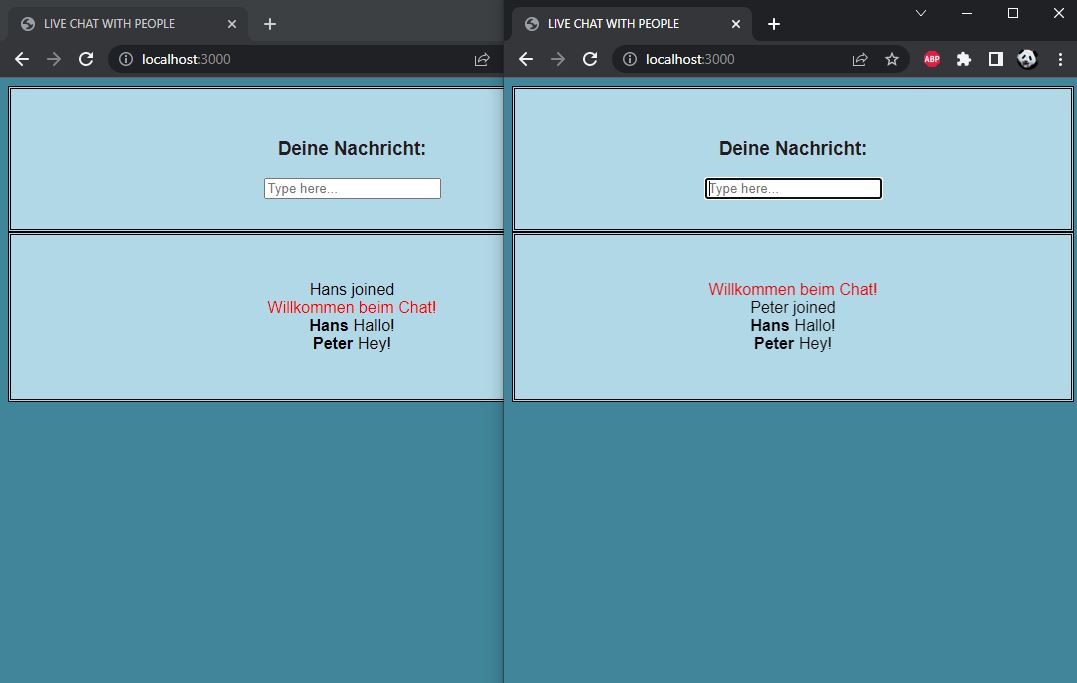 LIVE CHAT WITH PEOPLE
localhost:3000
Deine Nachricht:
Type here...
Hans joined
Willkommen beim Chat!
Hans Hallo!
Peter Hey!
LIVE CHAT WITH PEOPLE
localhost:3000
ABP
Deine Nachricht:
Type here...
Willkommen beim Chat!
Peter joined
Hans Hallo!
Peter Hey!